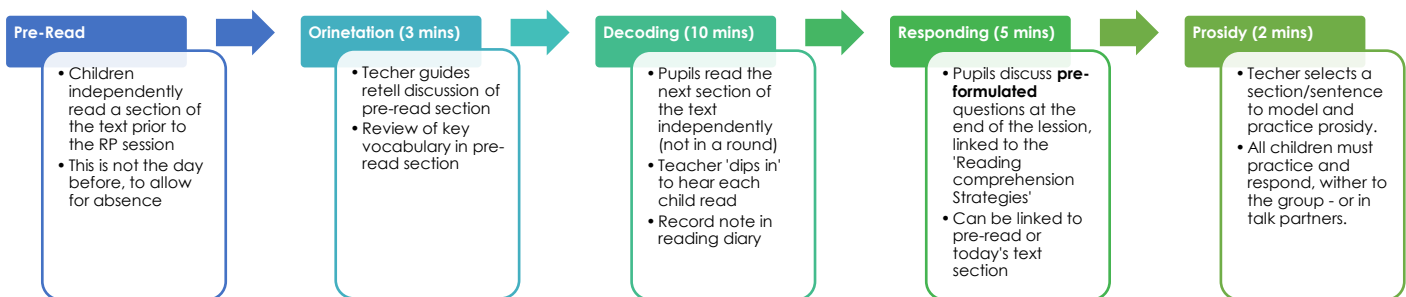 Pre-Read
• Children
independently
read a section of
the text prior to
the RP session
• This is not the day
before, to allow
for absence
Orinetation (3 mins)
• Techer guides
retell discussion of
pre-read section
• Review of key
vocabulary in pre-
read section
Decoding (10 mins)
• Pupils read the
next section of
the text
independently
(not in a round)
• Teacher 'dips in'
to hear each
child read
• Record note in
reading diary
Responding (5 mins)
• Pupils discuss pre-
formulated
questions at the
end of the lession,
linked to the
'Reading
comprehension
Strategies'
• Can be linked to
pre-read or
today's text
section
Prosidy (2 mins)
• Techer selects a
section/sentence
to model and
practice prosidy.
• All children must
practice and
respond, wither to
the group - or in
talk partners.